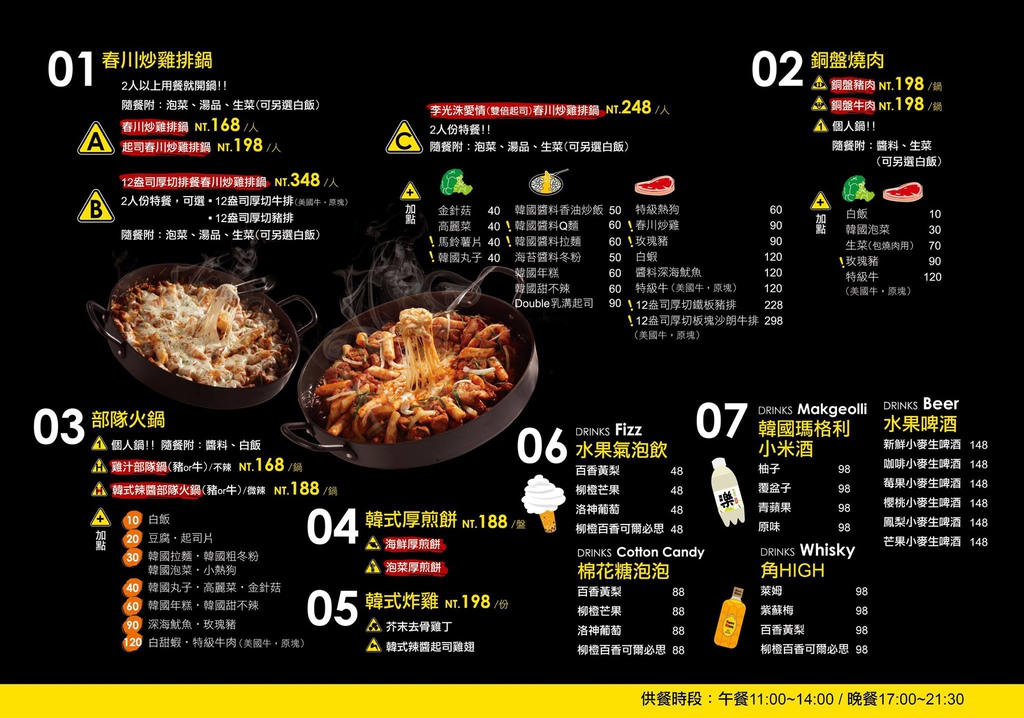 01 春川炒雞排鍋
2人以上用餐就開鍋!!
隨餐附：泡菜、湯品、生菜(可另選白飯)
A
春川炒雞排鍋 NT.168 /人
起司春川炒雞排鍋 NT.198 /人
B
12盎司厚切排餐春川炒雞排鍋 NT.348 /人
2人份特餐，可選▪12盎司厚切牛排(美國牛，原塊)
▪12盎司厚切豬排
隨餐附：泡菜、湯品、生菜(可另選白飯)
C
李光洙愛情(雙倍起司)春川炒雞排鍋 NT.248 /人
2人份特餐!!
隨餐附：泡菜、湯品、生菜(可另選白飯)
+
加點
金針菇 40
高麗菜 40
! 馬鈴薯片 40
! 韓國丸子 40
韓國醬料香油炒飯 50
! 韓國醬料Q麵 60
! 韓國醬料拉麵 60
海苔醬料冬粉 50
韓國年糕 60
韓國甜不辣 60
Double乳溝起司 90
特級熱狗 60
! 春川炒雞 90
! 玫瑰豬 90
白蝦 120
醬料深海魷魚 120
特級牛(美國牛，原塊) 120
! 12盎司厚切鐵板豬排 228
! 12盎司厚切板塊沙朗牛排 298
(美國牛，原塊)
02 銅盤燒肉
銅盤豬肉 NT.198 /鍋
銅盤牛肉 NT.198 /鍋
1 個人鍋!!
隨餐附：醬料、生菜
(可另選白飯)
+
加點
白飯 10
韓國泡菜 30
生菜(包燒肉用) 70
! 玫瑰豬 90
特級牛 120
(美國牛，原塊)
03 部隊火鍋
1 個人鍋!! 隨餐附：醬料、白飯
雞汁部隊鍋(豬or牛)/不辣 NT.168 /鍋
韓式辣醬部隊火鍋(豬or牛)/微辣 NT.188 /鍋
+
加點
10 白飯
20 豆腐・起司片
30 韓國拉麵・韓國粗冬粉
韓國泡菜・小熱狗
40 韓國丸子・高麗菜・金針菇
60 韓國年糕・韓國甜不辣
90 深海魷魚・玫瑰豬
120 白甜蝦・特級牛肉(美國牛，原塊)
04 韓式厚煎餅 NT.188 /盤
海鮮厚煎餅
泡菜厚煎餅
05 韓式炸雞 NT.198 /份
芥末去骨雞丁
韓式辣醬起司雞翅
06 DRINKS Fizz
水果氣泡飲
百香黃梨 48
柳橙芒果 48
洛神葡萄 48
柳橙百香可爾必思 48
DRINKS Cotton Candy
棉花糖泡泡
百香黃梨 88
柳橙芒果 88
洛神葡萄 88
柳橙百香可爾必思 88
07 DRINKS Makgeolli
韓國瑪格利
小米酒
樂
柚子 98
覆盆子 98
青蘋果 98
原味 98
DRINKS Whisky
角HIGH
萊姆 98
紫蘇梅 98
百香黃梨 98
柳橙百香可爾必思 98
DRINKS Beer
水果啤酒
新鮮小麥生啤酒 148
咖啡小麥生啤酒 148
莓果小麥生啤酒 148
櫻桃小麥生啤酒 148
鳳梨小麥生啤酒 148
芒果小麥生啤酒 148
供餐時段：午餐11:00~14:00 / 晚餐17:00~21:30